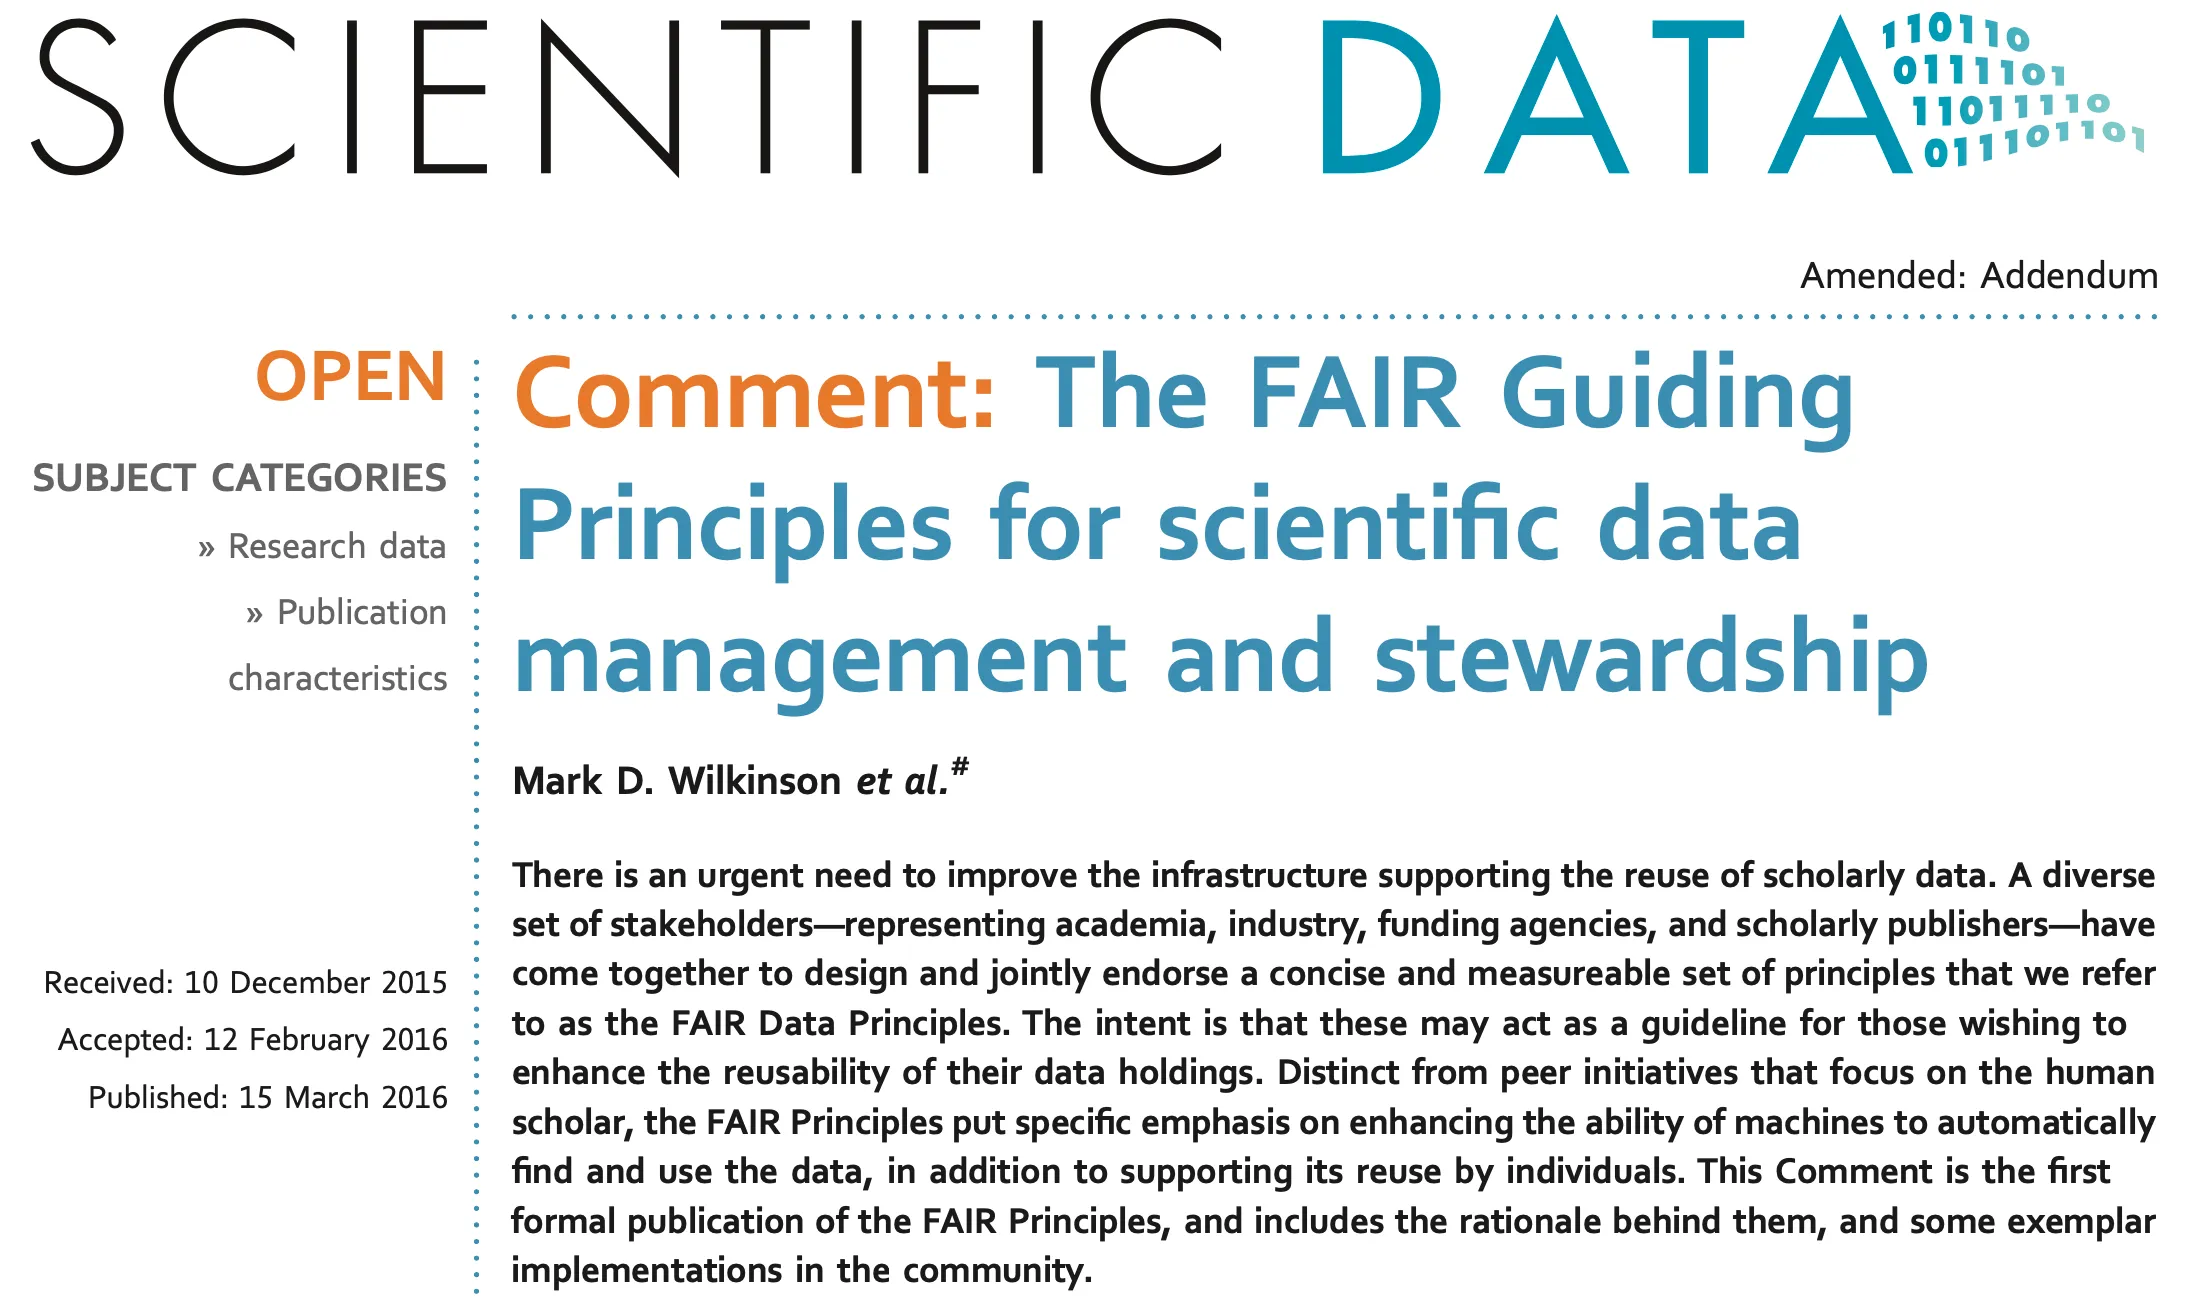 SCIENTIFIC DATA
110110
0111101
11011110
011101101
Amended: Addendum
OPEN
SUBJECT CATEGORIES
» Research data
» Publication
characteristics
Received: 10 December 2015
Accepted: 12 February 2016
Published: 15 March 2016
Comment: The FAIR Guiding
Principles for scientific data
management and stewardship
Mark D. Wilkinson et al.#
There is an urgent need to improve the infrastructure supporting the reuse of scholarly data. A diverse
set of stakeholders—representing academia, industry, funding agencies, and scholarly publishers—have
come together to design and jointly endorse a concise and measureable set of principles that we refer
to as the FAIR Data Principles. The intent is that these may act as a guideline for those wishing to
enhance the reusability of their data holdings. Distinct from peer initiatives that focus on the human
scholar, the FAIR Principles put specific emphasis on enhancing the ability of machines to automatically
find and use the data, in addition to supporting its reuse by individuals. This Comment is the first
formal publication of the FAIR Principles, and includes the rationale behind them, and some exemplar
implementations in the community.